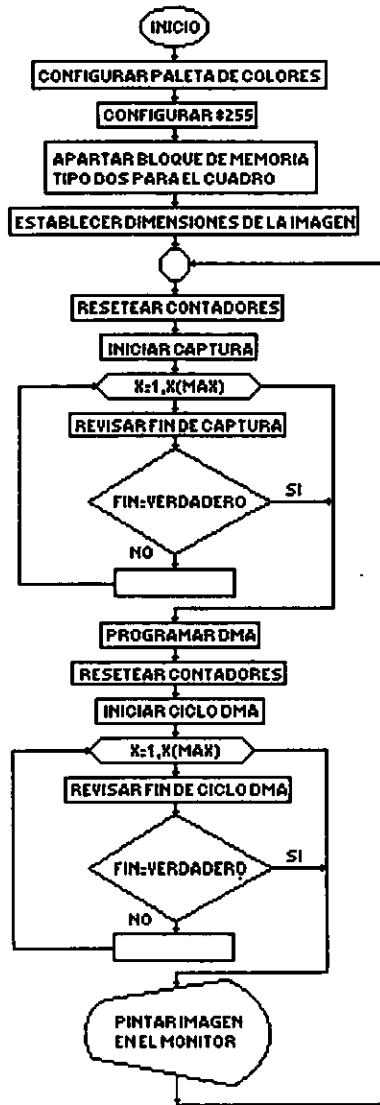 INICIO
CONFIGURAR PALETA DE COLORES
CONFIGURAR 8255
APARTAR BLOQUE DE MEMORIA
TIPO DOS PARA EL CUADRO
ESTABLECER DIMENSIONES DE LA IMAGEN
RESETEAR CONTADORES
INICIAR CAPTURA
X=1,X(MAX)
REVISAR FIN DE CAPTURA
FIN=VERDADERO
SI
NO
PROGRAMAR DMA
RESETEAR CONTADORES
INICIAR CICLO DMA
X=1,X(MAX)
REVISAR FIN DE CICLO DMA
FIN=VERDADERO
SI
NO
PINTAR IMAGEN
EN EL MONITOR